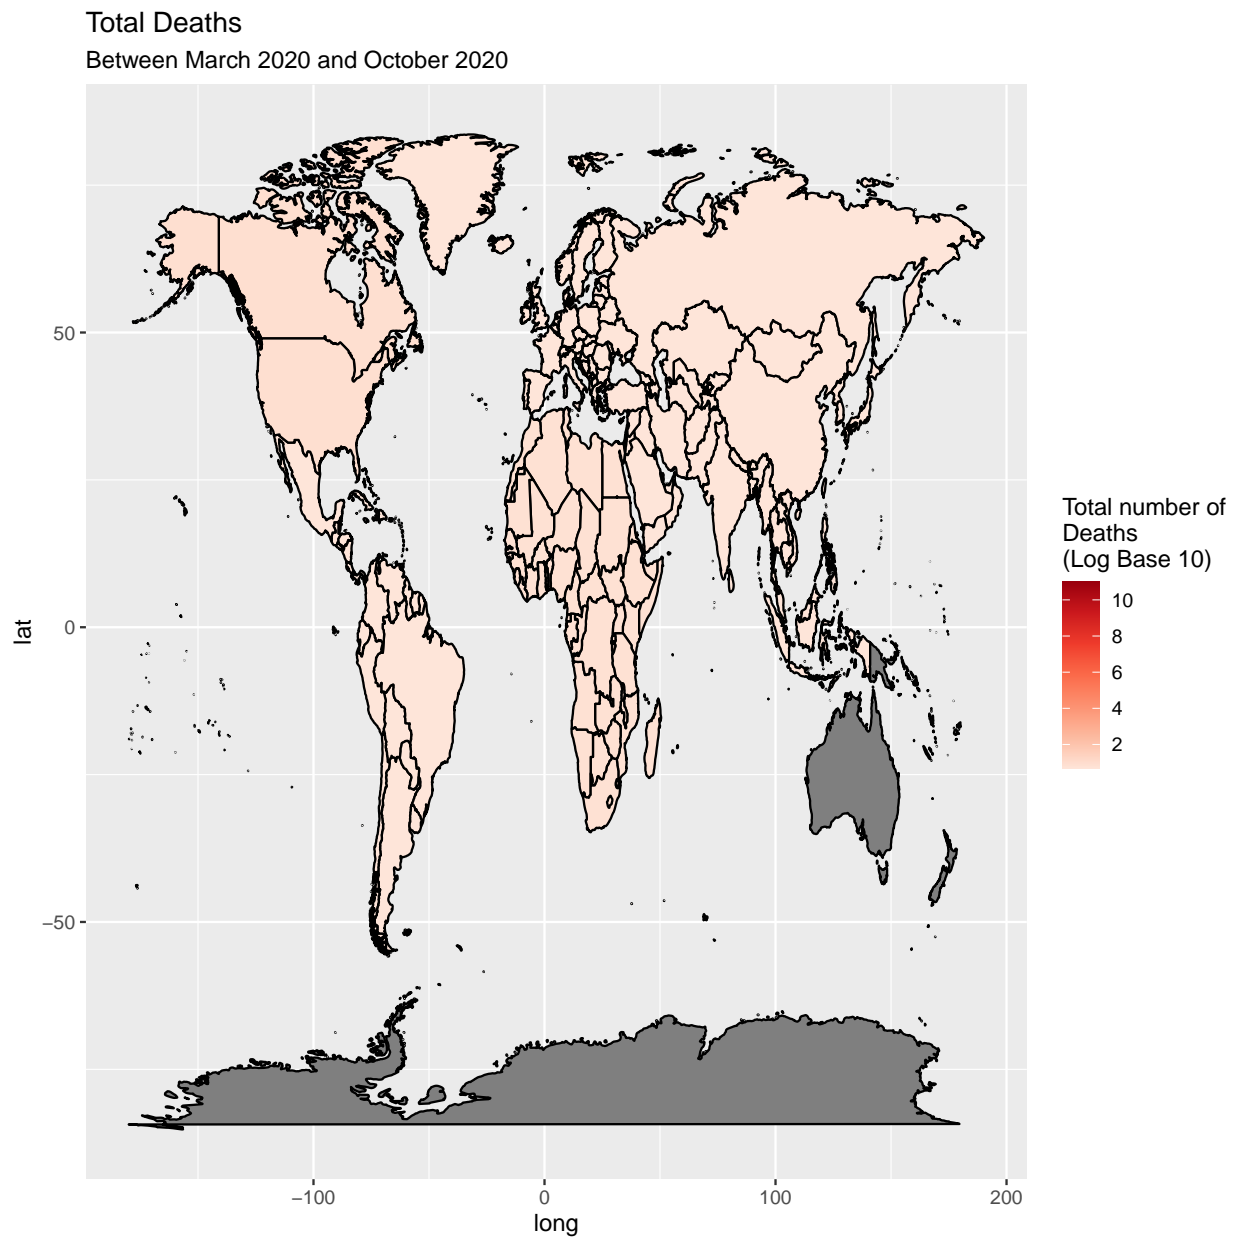 Total Deaths
Between March 2020 and October 2020
50
0
−50
lat
−100
0
100
200
long
Total number of
Deaths
(Log Base 10)
10
8
6
4
2